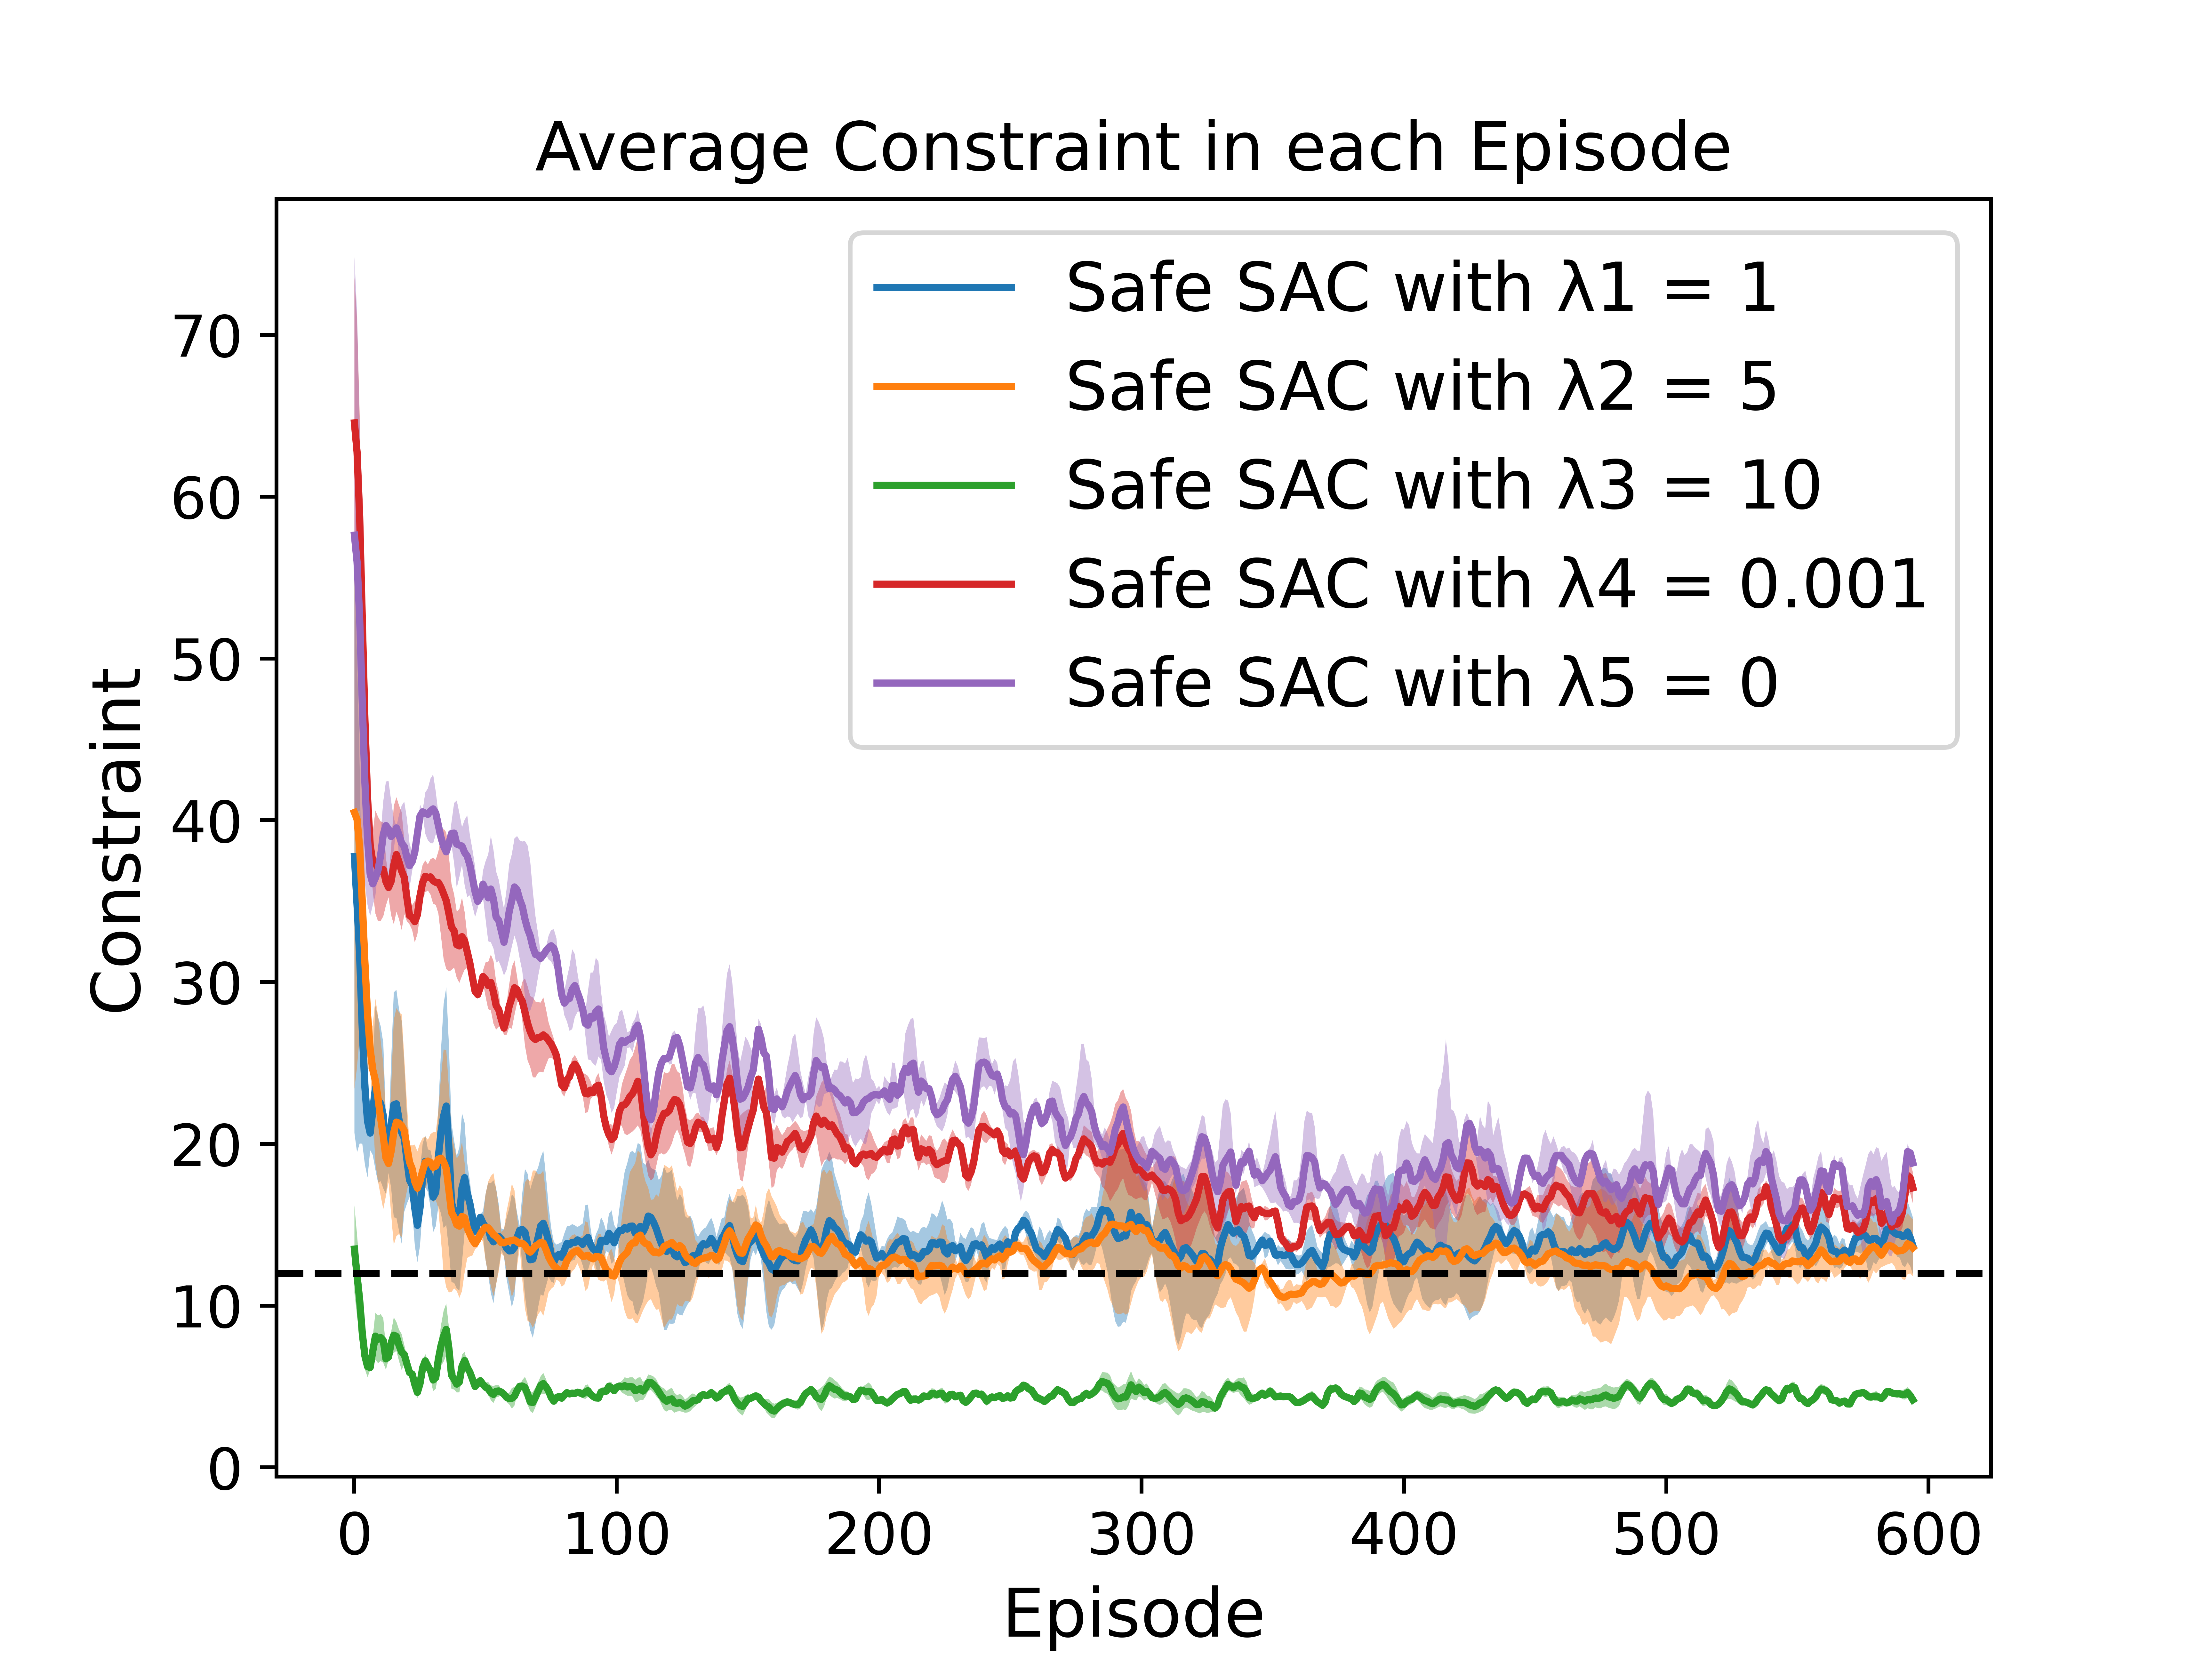 Average Constraint in each Episode
Safe SAC with λ1 = 1
Safe SAC with λ2 = 5
Safe SAC with λ3 = 10
Safe SAC with λ4 = 0.001
Safe SAC with λ5 = 0
Constraint
70
60
50
40
30
20
10
0
0 100 200 300 400 500 600
Episode